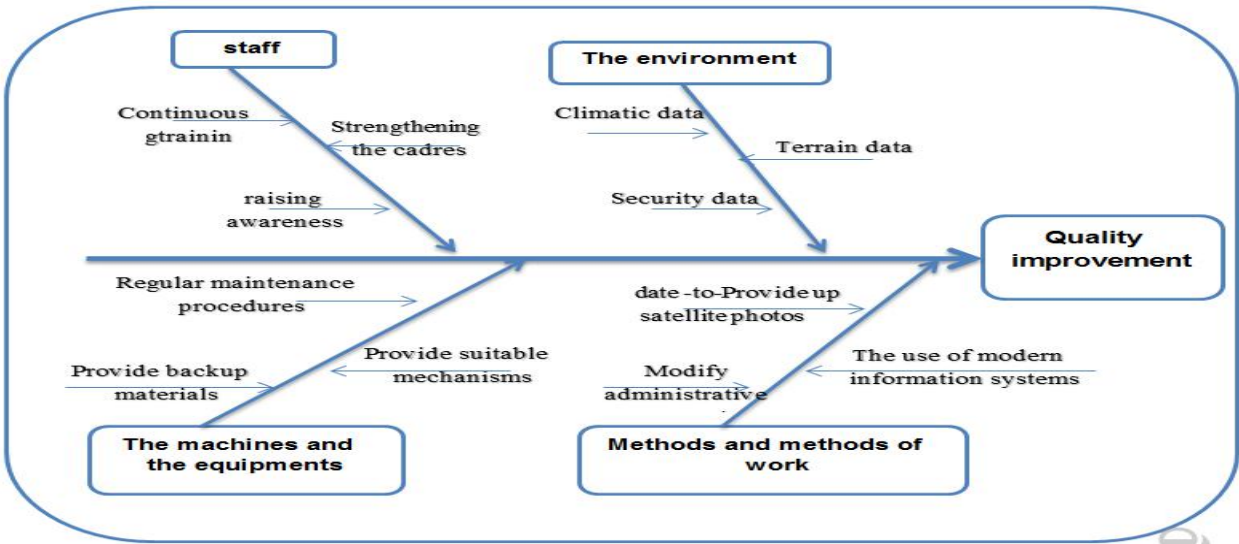 staff
The environment
Continuous
gtrainin
Strengthening
the cadres
raising
awareness
Climatic data
Terrain data
Security data
Quality
improvement
Regular maintenance
procedures
Provide backup
materials
Provide suitable
mechanisms
date -to-Provide up
satellite photos
Modify
administrative
The use of modern
information systems
The machines and
the equipments
Methods and methods of
work